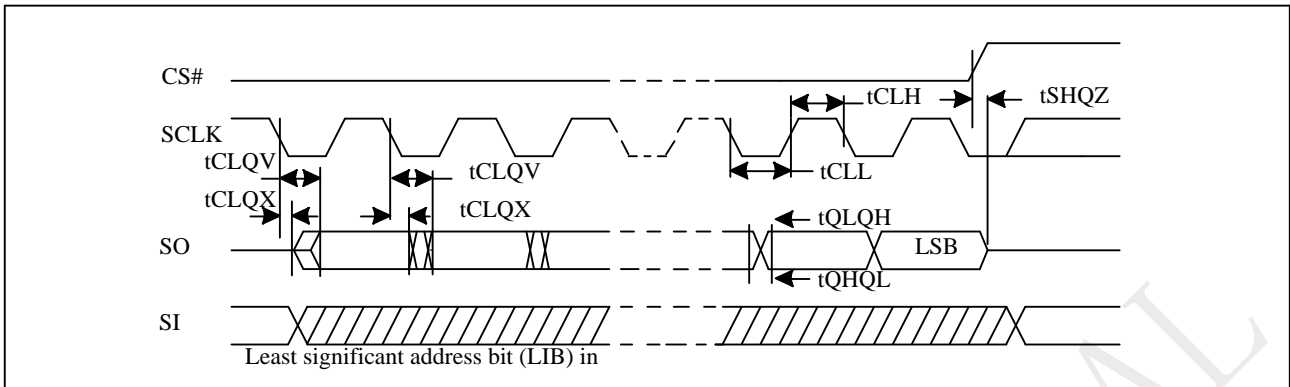 CS#
tCLH
tSHQZ
SCLK
tCLQV
tCLQV
tCLL
tCLQX
tCLQX
tQLQH
SO
LSB
tQHQL
SI
Least significant address bit (LIB) in
AL